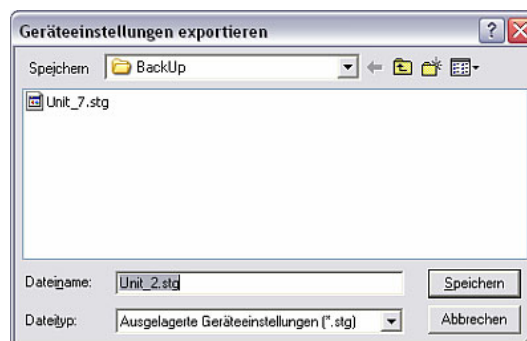 Geräteeinstellungen exportieren
Speichern BackUp
Unit_7.stg
Dateiname: Unit_2.stg Speichern
Dateityp: Ausgelagerte Geräteeinstellungen (*.stg) Abbrechen